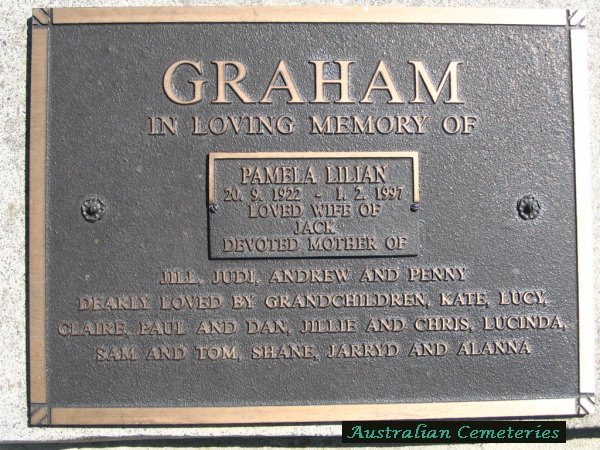 GRAHAM
IN LOVING MEMORY OF
PAMELA LILIAN
20. 9. 1922 - 1. 2. 1997
LOVED WIFE OF
JACK
DEVOTED MOTHER OF
JILL, JUDI, ANDREW AND PENNY
DEARLY LOVED BY GRANDCHILDREN, KATE, LUCY,
CLAIRE, PAUL AND DAN, JILLIE AND CHRIS, LUCINDA,
SAM AND TOM, SHANE, JARRYD AND ALANNA
Australian Cemeteries